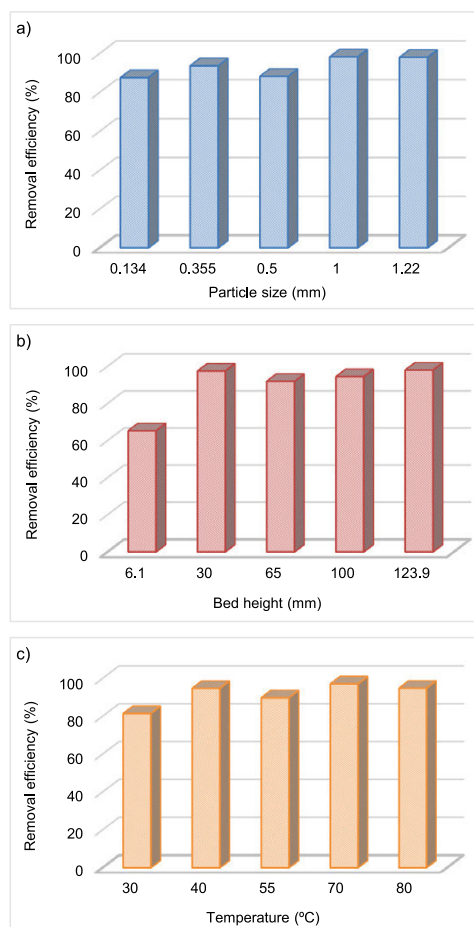 a)
Removal efficiency (%)
100
80
60
40
20
0
0.134 0.355 0.5 1 1.22
Particle size (mm)
b)
Removal efficiency (%)
100
80
60
40
20
0
6.1 30 65 100 123.9
Bed height (mm)
c)
Removal efficiency (%)
100
80
60
40
20
0
30 40 55 70 80
Temperature (ºC)